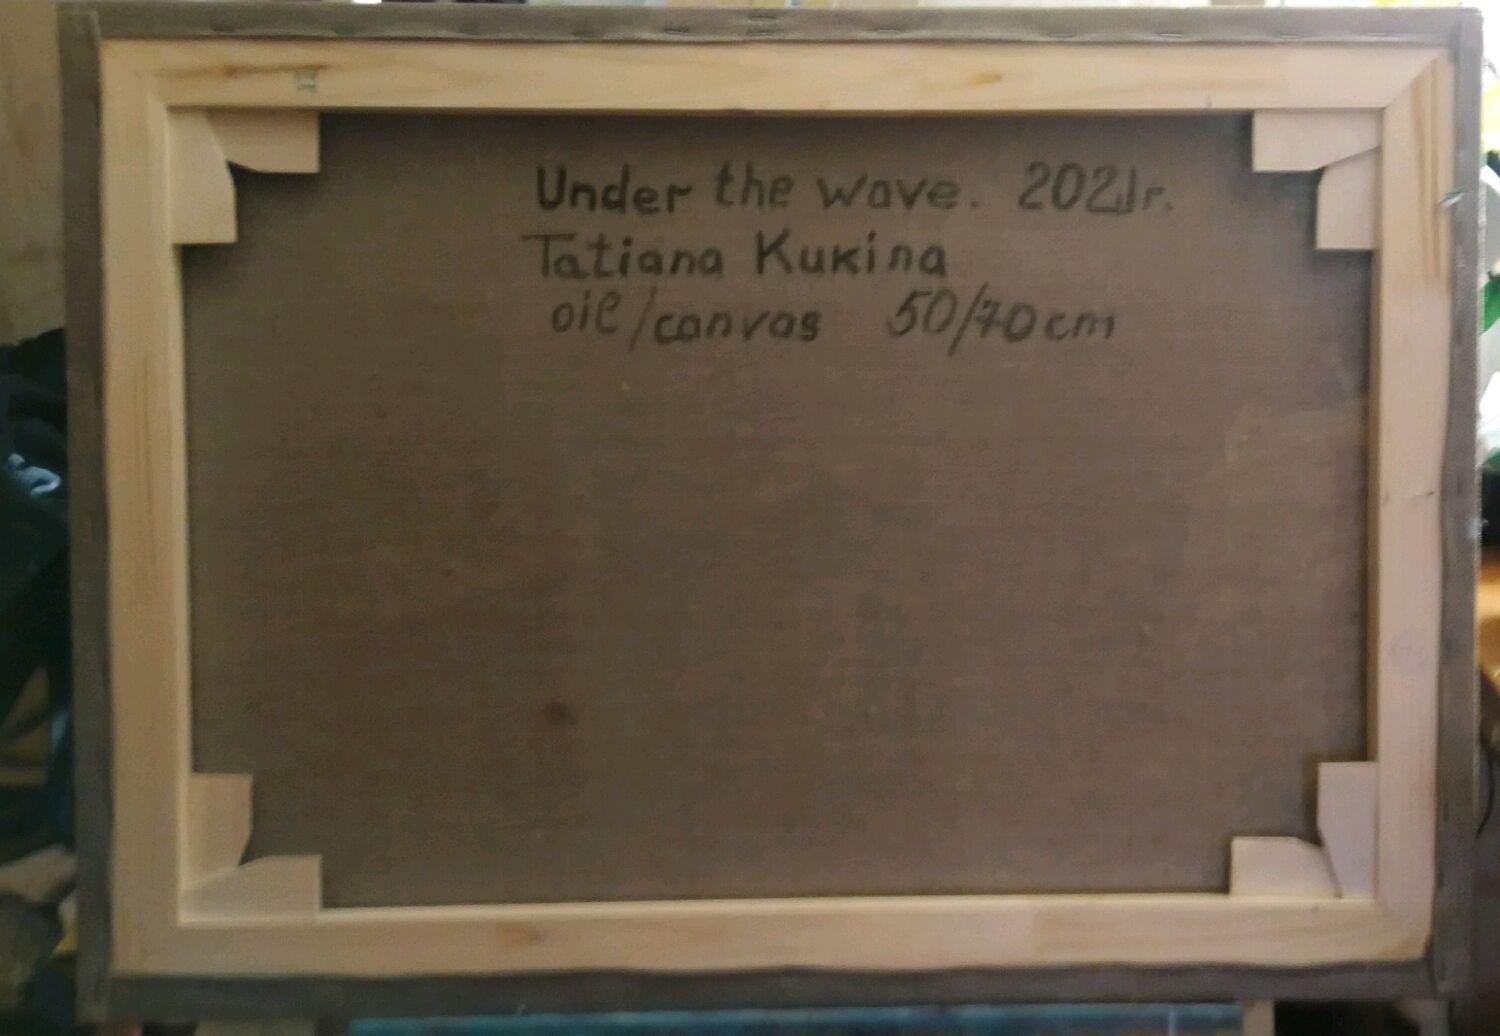 Under the wave. 2021г.
Tatiana Kukina
oil/canvas 50/70cm